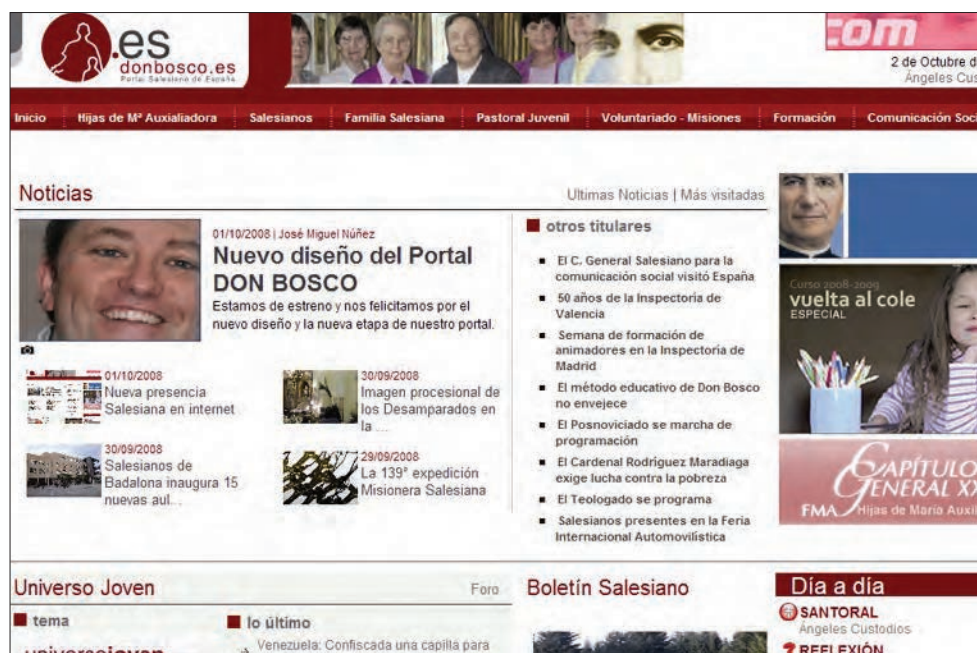 .es
donbosco.es
Portal Salesiano de España
com
2 de Octubre d
Ángeles Cus
Inicio
Hijas de Mª Auxialiadora
Salesianos
Familia Salesiana
Pastoral Juvenil
Voluntariado - Misiones
Formación
Comunicación Soci
Noticias
Ultimas Noticias | Más visitadas
01/10/2008 | José Miguel Núñez
Nuevo diseño del Portal
DON BOSCO
Estamos de estreno y nos felicitamos por el
nuevo diseño y la nueva etapa de nuestro portal.
01/10/2008
Nueva presencia
Salesiana en internet
30/09/2008
Imagen procesional de
los Desamparados en
la ...
30/09/2008
Salesianos de
Badalona inaugura 15
nuevas aul...
29/09/2008
La 139ª expedición
Misionera Salesiana
otros titulares
El C. General Salesiano para la
comunicación social visitó España
50 años de la Inspectoría de
Valencia
Semana de formación de
animadores en la Inspectoría de
Madrid
El método educativo de Don Bosco
no envejece
El Posnoviciado se marcha de
programación
El Cardenal Rodríguez Maradiaga
exige lucha contra la pobreza
El Teologado se programa
Salesianos presentes en la Feria
Internacional Automovilística
Curso 2008-2009
vuelta al cole
ESPECIAL
CAPÍTULO
GENERAL XX
FMA Hijas de María Auxil
Universo Joven
Foro
tema
universojoven
lo último
Venezuela: Confiscada una capilla para
Boletín Salesiano
Día a día
SANTORAL
Ángeles Custodios
REFLEXIÓN